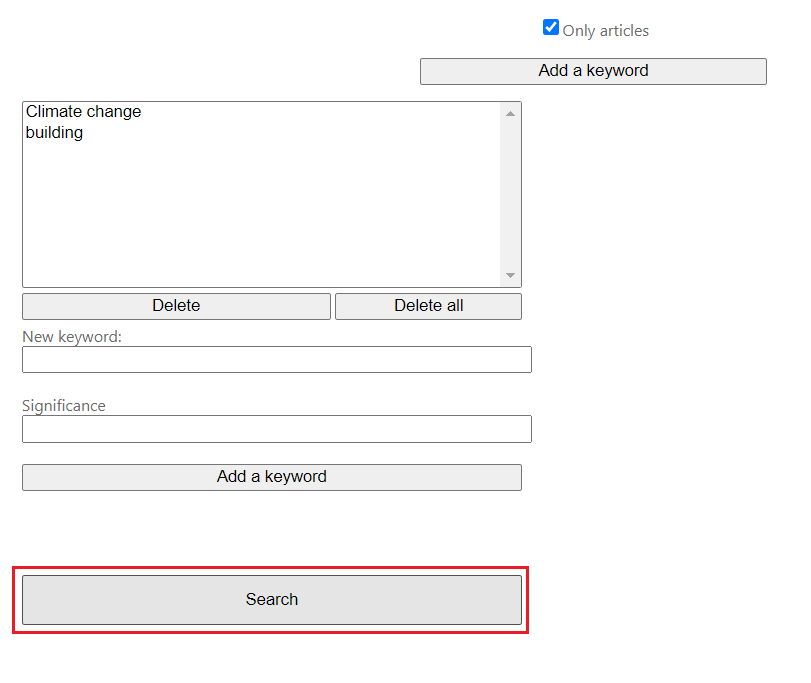 Only articles
Add a keyword
Climate change
building
Delete Delete all
New keyword:
Significance
Add a keyword
Search